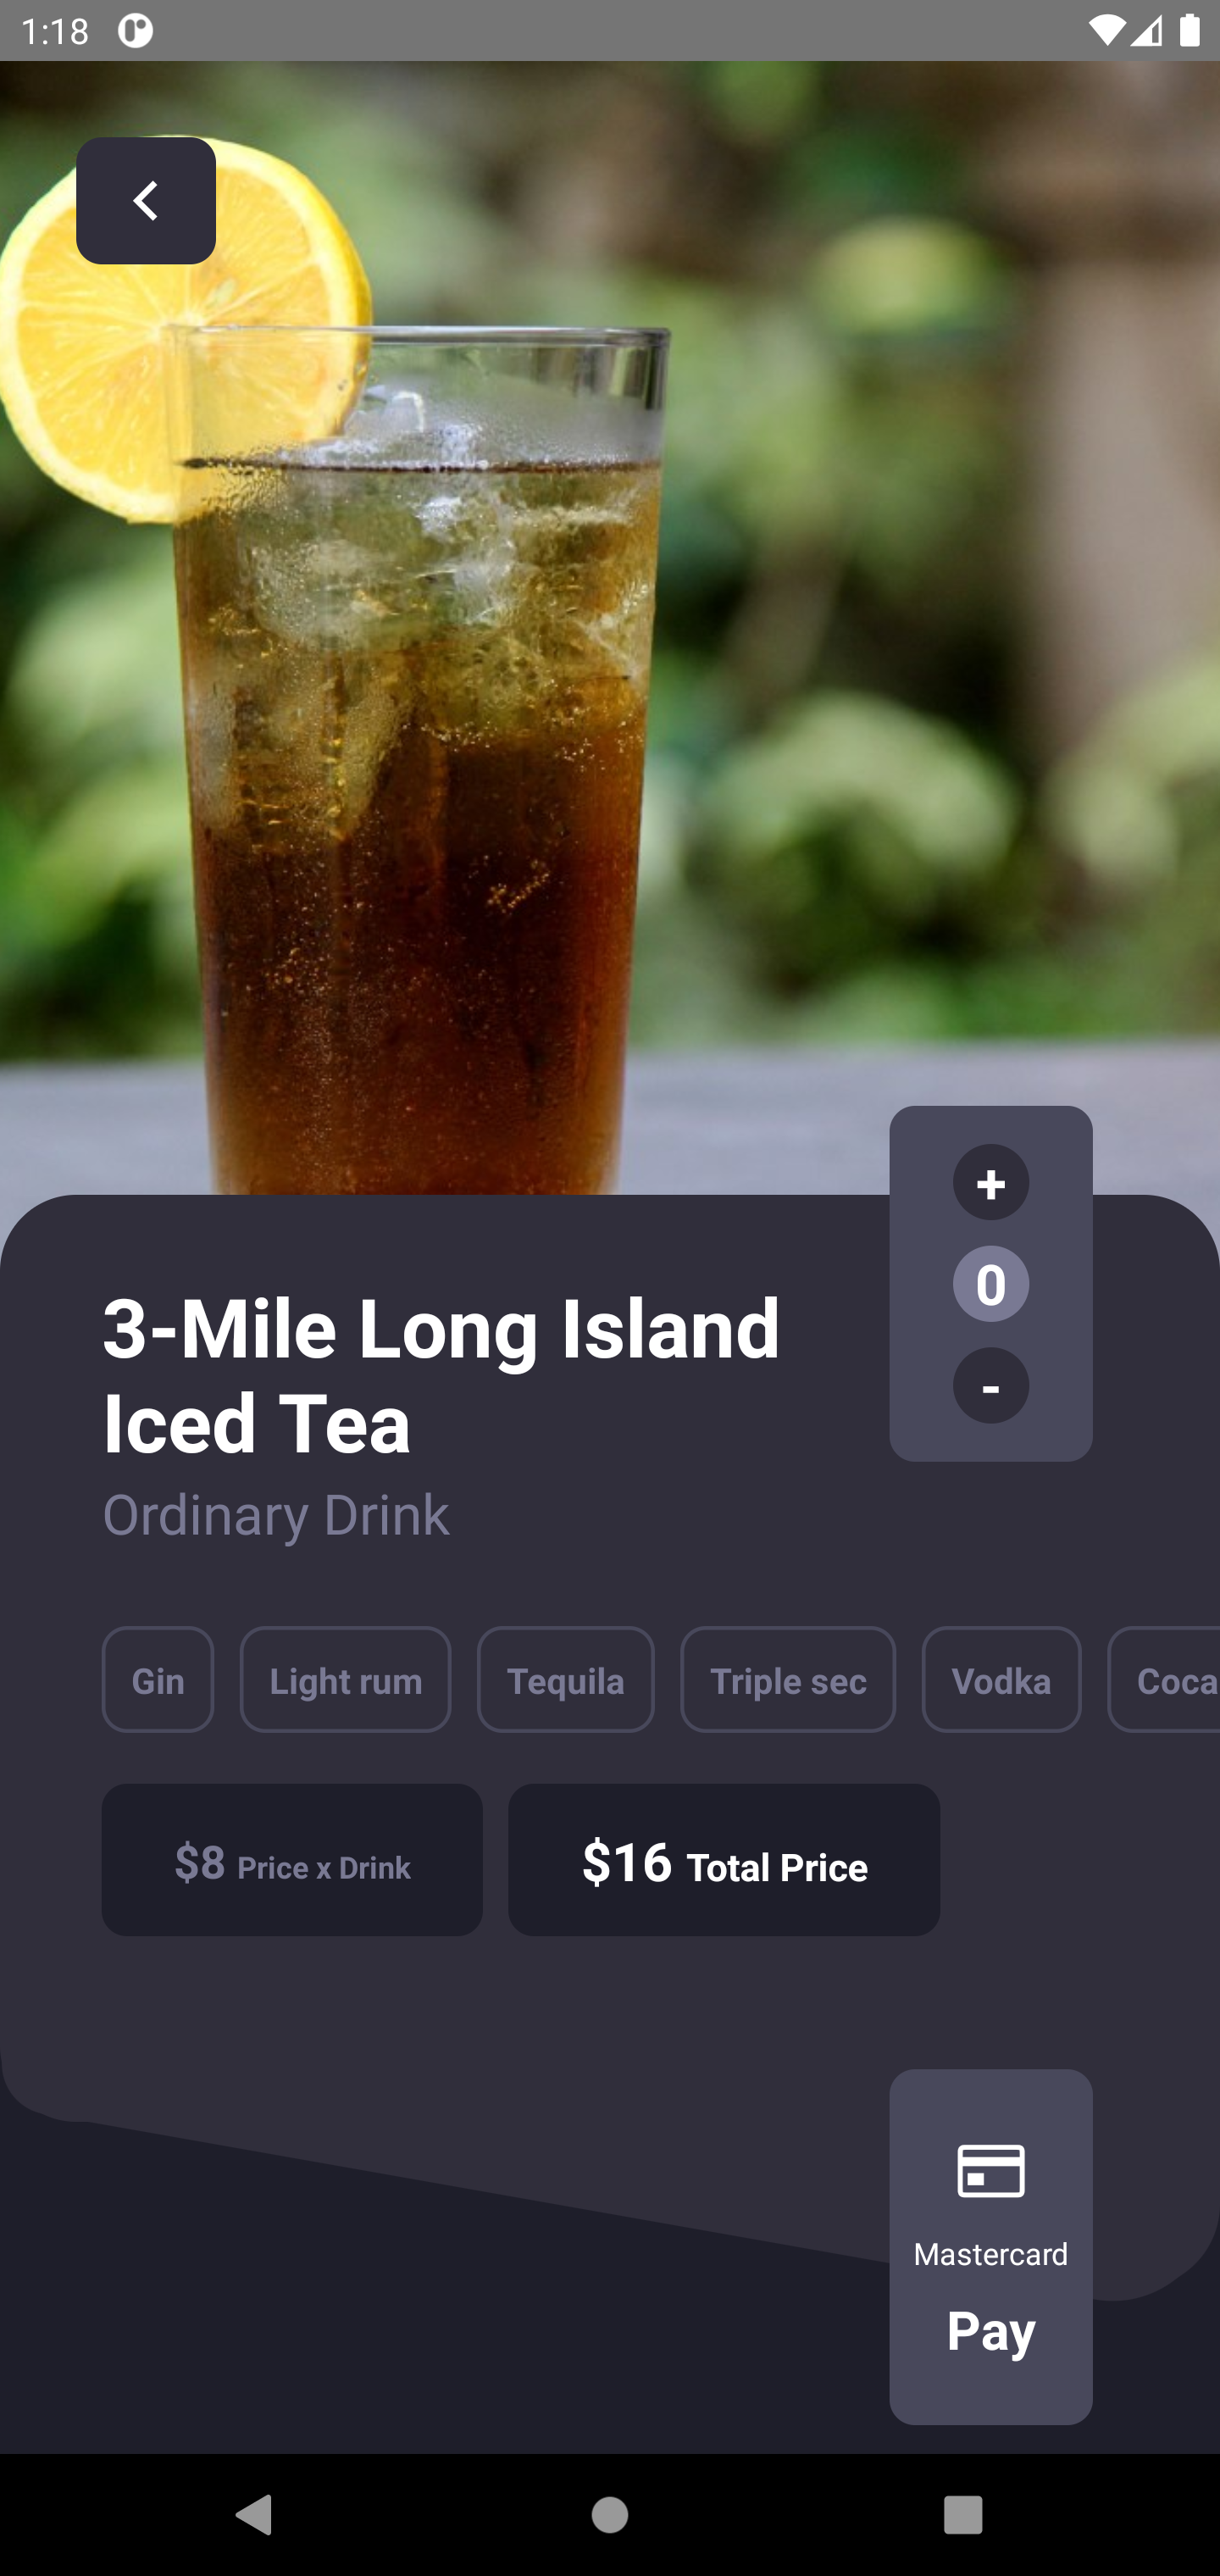 1:18
+
0
-
3-Mile Long Island
Iced Tea
Ordinary Drink
Gin Light rum Tequila Triple sec Vodka Coca
$8 Price x Drink $16 Total Price
Mastercard
Pay